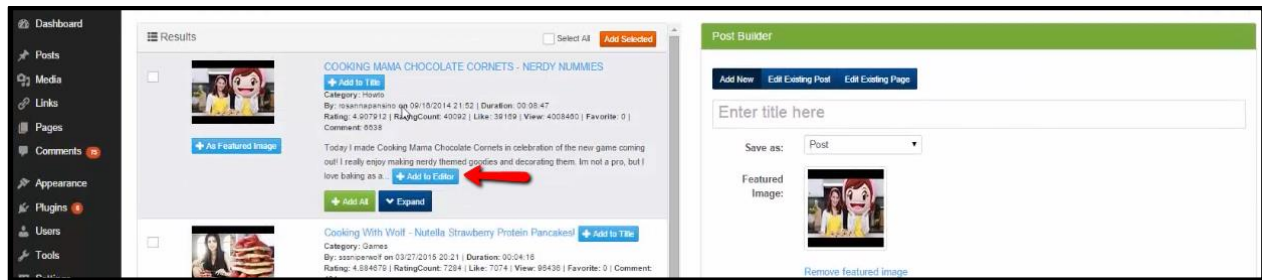 Dashboard
Posts
Media
Links
Pages
Comments 75
Appearance
Plugins
Users
Tools
Settings
Results
Select All Add Selected
COOKING MAMA CHOCOLATE CORNETS - NERDY NUMMIES
+ Add to Title
Category: Howto
By: rosannapansino on 09/16/2014 21:52 | Duration: 00:08:47
Rating: 4.907912 | RatingCount: 40092 | Like: 39169 | View: 4008460 | Favorite: 0 |
Comment: 6638
+ As Featured Image
Today I made Cooking Mama Chocolate Cornets in celebration of the new game coming
out! I really enjoy making nerdy themed goodies and decorating them. Im not a pro, but I
love baking as a... + Add to Editor
+ Add All Expand
Cooking With Wolf - Nutella Strawberry Protein Pancakes! + Add to Title
Category: Games
By: sssniperwolf on 03/27/2015 20:21 | Duration: 00:04:16
Rating: 4.884679 | RatingCount: 7284 | Like: 7074 | View: 96436 | Favorite: 0 | Comment:
Post Builder
Add New Edit Existing Post Edit Existing Page
Enter title here
Save as: Post
Featured
Image:
Remove featured image